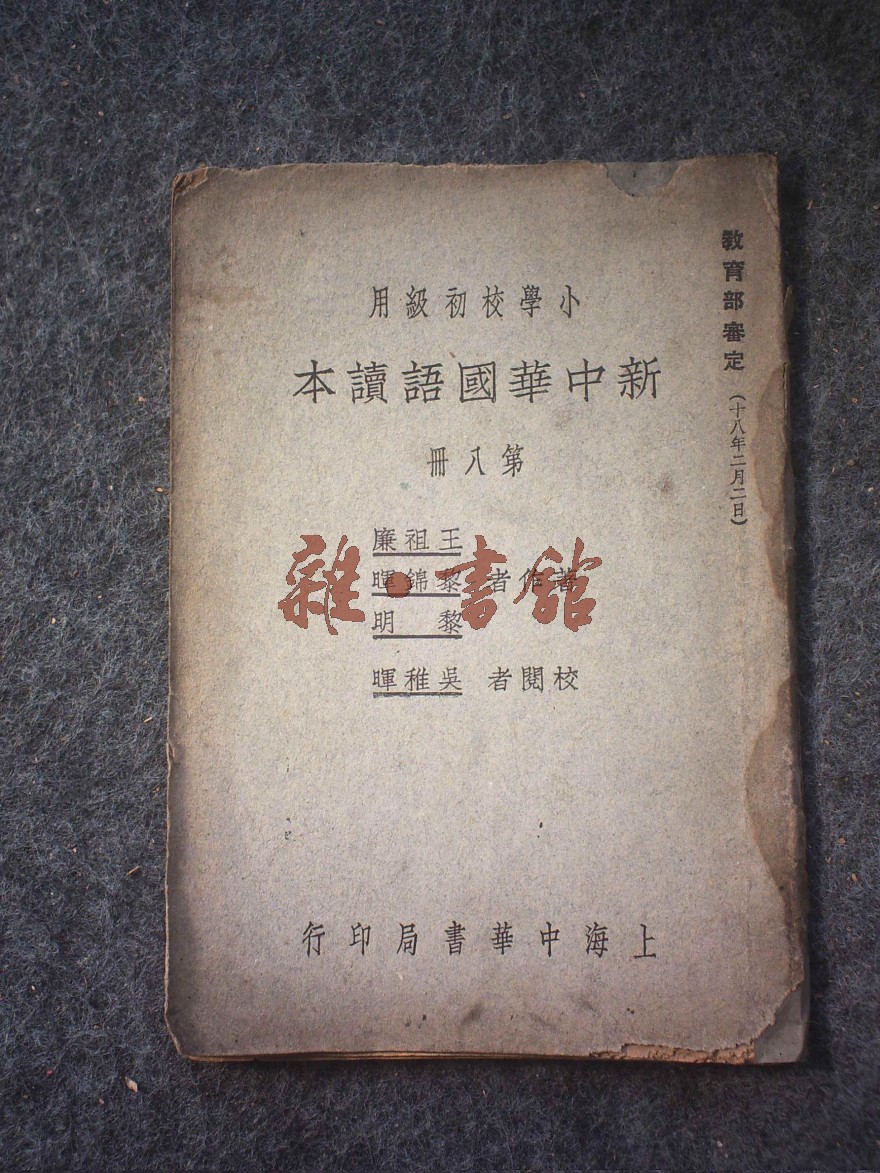 教育部審定（十八年二月二日）
小學校初級用
新中華國語讀本
第八冊
王祖廉
著作者 黎錦暉
黎明
校閱者 吳稚暉
上海中華書局印行
雜·書館